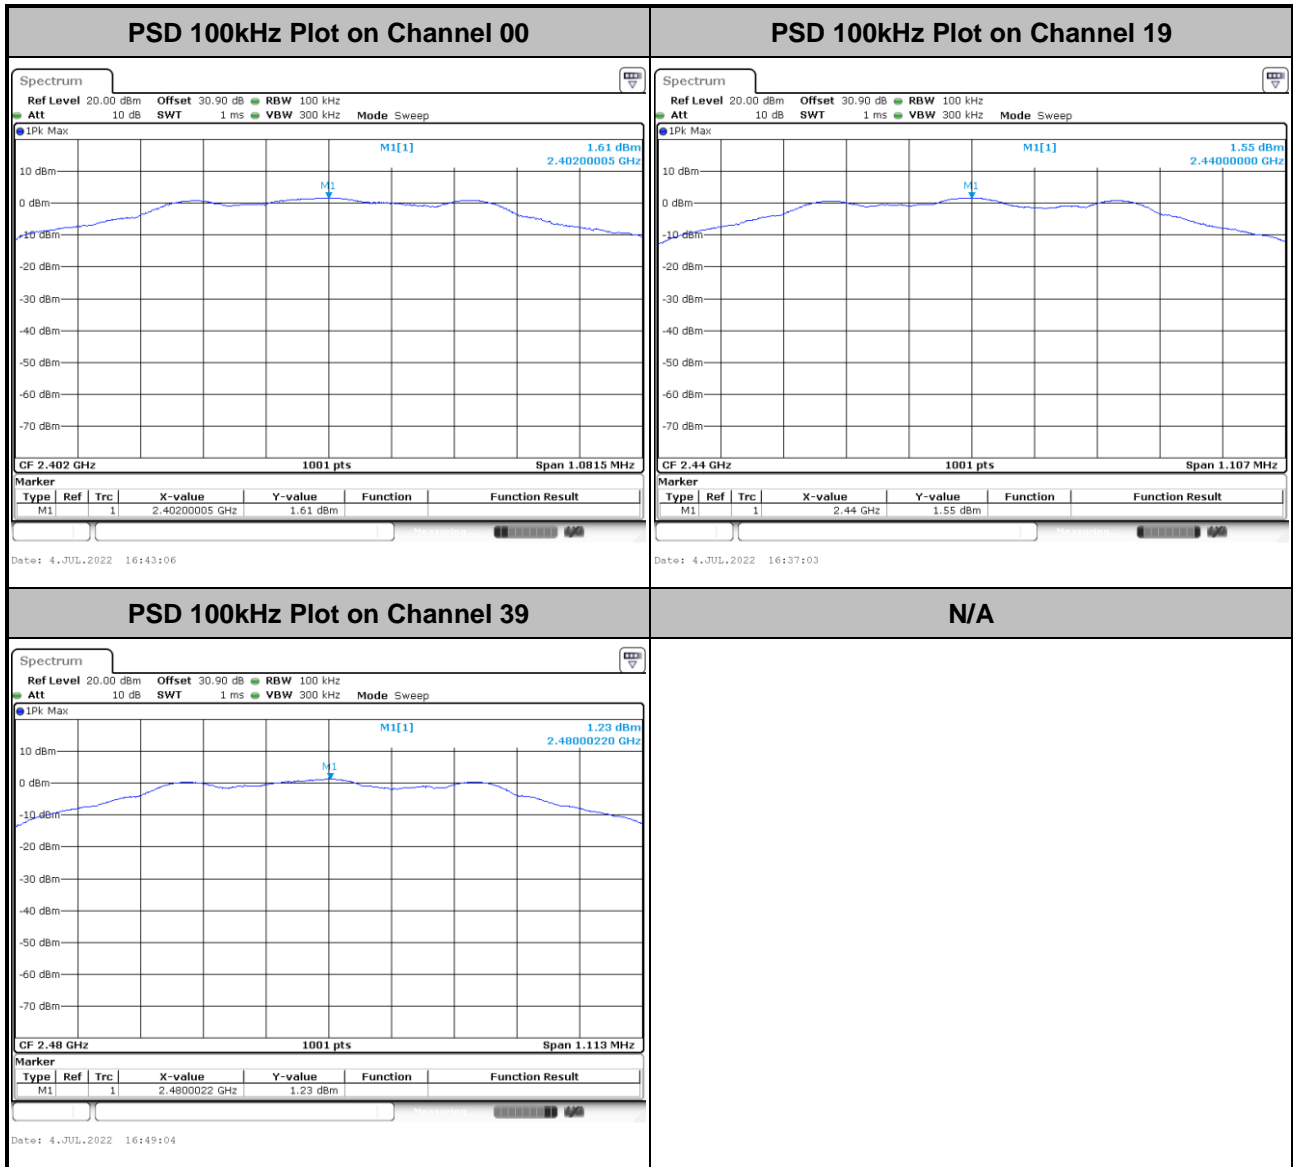 PSD 100kHz Plot on Channel 00
PSD 100kHz Plot on Channel 19
Spectrum
Ref Level 20.00 dBm Offset 30.90 dB RBW 100 kHz
Att 10 dB SWT 1 ms VBW 300 kHz Mode Sweep
1Pk Max
M1[1] 1.61 dBm
2.40200005 GHz
M1
10 dBm
0 dBm
-10 dBm
-20 dBm
-30 dBm
-40 dBm
-50 dBm
-60 dBm
-70 dBm
CF 2.402 GHz 1001 pts Span 1.0815 MHz
Marker
Type Ref Trc X-value Y-value Function Function Result
M1 1 2.40200005 GHz 1.61 dBm
Measuring...
Date: 4.JUL.2022 16:43:06
Spectrum
Ref Level 20.00 dBm Offset 30.90 dB RBW 100 kHz
Att 10 dB SWT 1 ms VBW 300 kHz Mode Sweep
1Pk Max
M1[1] 1.55 dBm
2.44000000 GHz
M1
10 dBm
0 dBm
-10 dBm
-20 dBm
-30 dBm
-40 dBm
-50 dBm
-60 dBm
-70 dBm
CF 2.44 GHz 1001 pts Span 1.107 MHz
Marker
Type Ref Trc X-value Y-value Function Function Result
M1 1 2.44 GHz 1.55 dBm
Measuring...
Date: 4.JUL.2022 16:37:03
PSD 100kHz Plot on Channel 39
N/A
Spectrum
Ref Level 20.00 dBm Offset 30.90 dB RBW 100 kHz
Att 10 dB SWT 1 ms VBW 300 kHz Mode Sweep
1Pk Max
M1[1] 1.23 dBm
2.48000220 GHz
M1
10 dBm
0 dBm
-10 dBm
-20 dBm
-30 dBm
-40 dBm
-50 dBm
-60 dBm
-70 dBm
CF 2.48 GHz 1001 pts Span 1.113 MHz
Marker
Type Ref Trc X-value Y-value Function Function Result
M1 1 2.4800022 GHz 1.23 dBm
Measuring...
Date: 4.JUL.2022 16:49:04